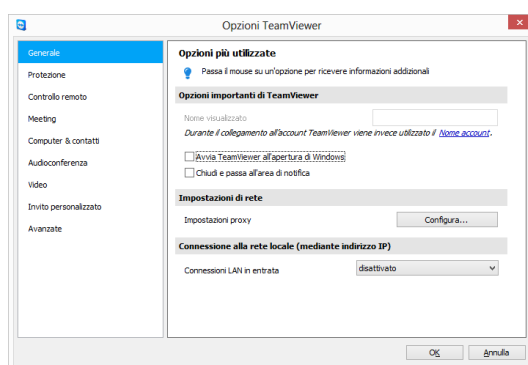 Opzioni TeamViewer
Generale
Protezione
Controllo remoto
Meeting
Computer & contatti
Audioconferenza
Video
Invito personalizzato
Avanzate
Opzioni più utilizzate
Passa il mouse su un'opzione per ricevere informazioni addizionali
Opzioni importanti di TeamViewer
Nome visualizzato
Durante il collegamento all'account TeamViewer viene invece utilizzato il Nome account.
Avvia TeamViewer all'apertura di Windows
Chiudi e passa all'area di notifica
Impostazioni di rete
Impostazioni proxy
Configura...
Connessione alla rete locale (mediante indirizzo IP)
Connessioni LAN in entrata
disattivato
OK
Annulla